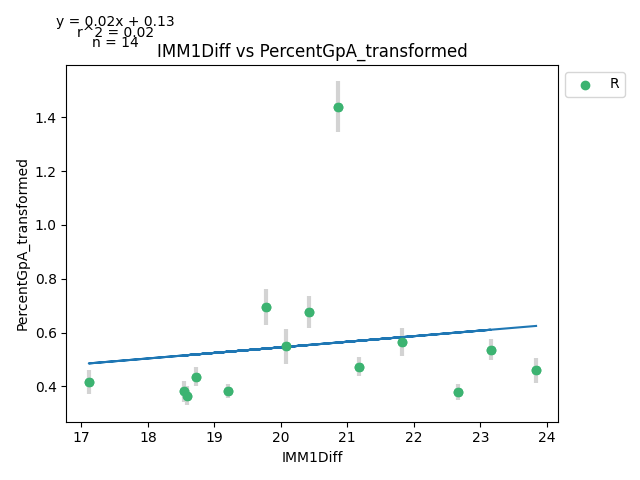 y = 0.02x + 0.13
r^2 = 0.02
n = 14
IMM1Diff vs PercentGpA_transformed
R
PercentGpA_transformed
1.4
1.2
1.0
0.8
0.6
0.4
17 18 19 20 21 22 23 24
IMM1Diff